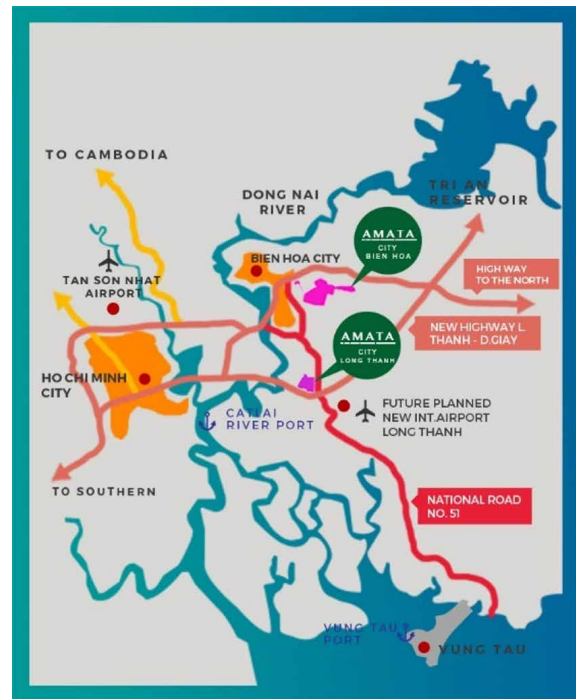 TO CAMBODIA
DONG NAI
RIVER
TRI AN
RESERVOIR
AMATA
CITY
BIEN HOA
BIEN HOA CITY
TAN SON NHAT
AIRPORT
HIGH WAY
TO THE NORTH
NEW HIGHWAY L.
THANH - D.GIAY
AMATA
CITY
LONG THANH
HO CHI MINH
CITY
CATLAI
RIVER PORT
FUTURE PLANNED
NEW INT.AIRPORT
LONG THANH
TO SOUTHERN
NATIONAL ROAD
NO. 51
VUNG TAU
PORT
VUNG TAU